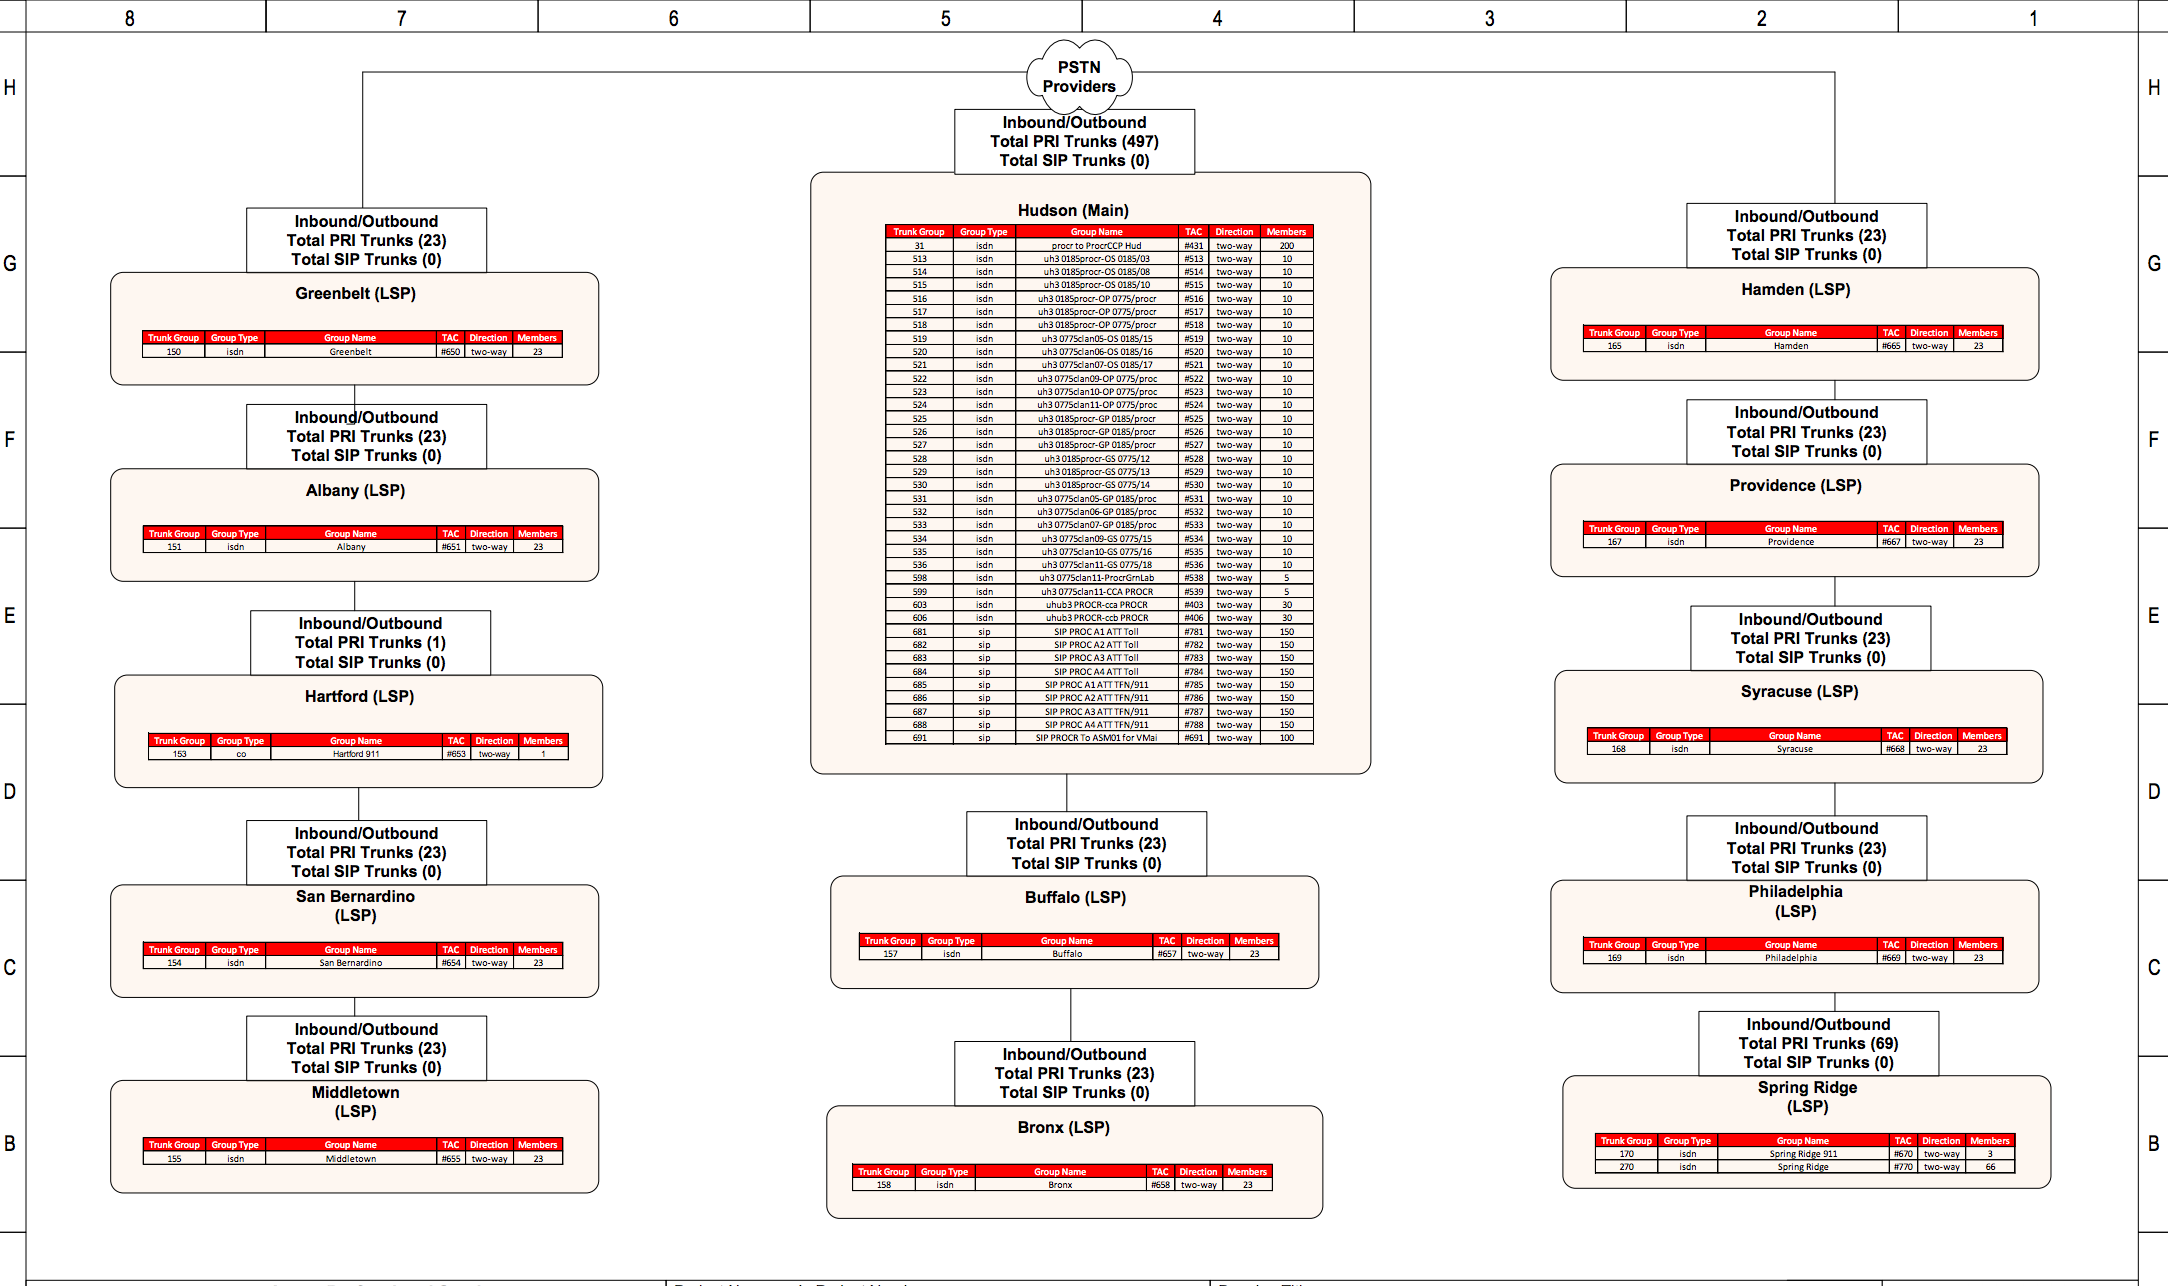 8 7 6 5 4 3 2 1
H H
G G
F F
E E
D D
C C
B B
PSTN
Providers
Inbound/Outbound
Total PRI Trunks (497)
Total SIP Trunks (0)
Hudson (Main)
Trunk Group Group Type Group Name TAC Direction Members
31 isdn procr to ProcrCCP Hud #431 two-way 200
513 isdn uh3 0185procr-OS 0185/03 #513 two-way 10
514 isdn uh3 0185procr-OS 0185/08 #514 two-way 10
515 isdn uh3 0185procr-OS 0185/10 #515 two-way 10
516 isdn uh3 0185procr-OP 0775/procr #516 two-way 10
517 isdn uh3 0185procr-OP 0775/procr #517 two-way 10
518 isdn uh3 0185procr-OP 0775/procr #518 two-way 10
519 isdn uh3 0775clan05-OS 0185/15 #519 two-way 10
520 isdn uh3 0775clan06-OS 0185/16 #520 two-way 10
521 isdn uh3 0775clan07-OS 0185/17 #521 two-way 10
522 isdn uh3 0775clan09-OP 0775/proc #522 two-way 10
523 isdn uh3 0775clan10-OP 0775/proc #523 two-way 10
524 isdn uh3 0775clan11-OP 0775/proc #524 two-way 10
525 isdn uh3 0185procr-GP 0185/procr #525 two-way 10
526 isdn uh3 0185procr-GP 0185/procr #526 two-way 10
527 isdn uh3 0185procr-GP 0185/procr #527 two-way 10
528 isdn uh3 0185procr-GS 0775/12 #528 two-way 10
529 isdn uh3 0185procr-GS 0775/13 #529 two-way 10
530 isdn uh3 0185procr-GS 0775/14 #530 two-way 10
531 isdn uh3 0775clan05-GP 0185/proc #531 two-way 10
532 isdn uh3 0775clan06-GP 0185/proc #532 two-way 10
533 isdn uh3 0775clan07-GP 0185/proc #533 two-way 10
534 isdn uh3 0775clan09-GS 0775/15 #534 two-way 10
535 isdn uh3 0775clan10-GS 0775/16 #535 two-way 10
536 isdn uh3 0775clan11-GS 0775/18 #536 two-way 10
598 isdn uh3 0775clan11-ProcrGrnLab #538 two-way 5
599 isdn uh3 0775clan11-CCA PROCR #539 two-way 5
603 isdn uhub3 PROCR-cca PROCR #403 two-way 30
606 isdn uhub3 PROCR-ccb PROCR #406 two-way 30
681 sip SIP PROC A1 ATT Toll #781 two-way 150
682 sip SIP PROC A2 ATT Toll #782 two-way 150
683 sip SIP PROC A3 ATT Toll #783 two-way 150
684 sip SIP PROC A4 ATT Toll #784 two-way 150
685 sip SIP PROC A1 ATT TFN/911 #785 two-way 150
686 sip SIP PROC A2 ATT TFN/911 #786 two-way 150
687 sip SIP PROC A3 ATT TFN/911 #787 two-way 150
688 sip SIP PROC A4 ATT TFN/911 #788 two-way 150
691 sip SIP PROCR To ASM01 for VMai #691 two-way 100
Inbound/Outbound
Total PRI Trunks (23)
Total SIP Trunks (0)
Greenbelt (LSP)
Trunk Group Group Type Group Name TAC Direction Members
150 isdn Greenbelt #650 two-way 23
Inbound/Outbound
Total PRI Trunks (23)
Total SIP Trunks (0)
Albany (LSP)
Trunk Group Group Type Group Name TAC Direction Members
151 isdn Albany #651 two-way 23
Inbound/Outbound
Total PRI Trunks (1)
Total SIP Trunks (0)
Hartford (LSP)
Trunk Group Group Type Group Name TAC Direction Members
153 co Hartford 911 #653 two-way 1
Inbound/Outbound
Total PRI Trunks (23)
Total SIP Trunks (0)
San Bernardino
(LSP)
Trunk Group Group Type Group Name TAC Direction Members
154 isdn San Bernardino #654 two-way 23
Inbound/Outbound
Total PRI Trunks (23)
Total SIP Trunks (0)
Middletown
(LSP)
Trunk Group Group Type Group Name TAC Direction Members
155 isdn Middletown #655 two-way 23
Inbound/Outbound
Total PRI Trunks (23)
Total SIP Trunks (0)
Buffalo (LSP)
Trunk Group Group Type Group Name TAC Direction Members
157 isdn Buffalo #657 two-way 23
Inbound/Outbound
Total PRI Trunks (23)
Total SIP Trunks (0)
Bronx (LSP)
Trunk Group Group Type Group Name TAC Direction Members
158 isdn Bronx #658 two-way 23
Inbound/Outbound
Total PRI Trunks (23)
Total SIP Trunks (0)
Hamden (LSP)
Trunk Group Group Type Group Name TAC Direction Members
165 isdn Hamden #665 two-way 23
Inbound/Outbound
Total PRI Trunks (23)
Total SIP Trunks (0)
Providence (LSP)
Trunk Group Group Type Group Name TAC Direction Members
167 isdn Providence #667 two-way 23
Inbound/Outbound
Total PRI Trunks (23)
Total SIP Trunks (0)
Syracuse (LSP)
Trunk Group Group Type Group Name TAC Direction Members
168 isdn Syracuse #668 two-way 23
Inbound/Outbound
Total PRI Trunks (23)
Total SIP Trunks (0)
Philadelphia
(LSP)
Trunk Group Group Type Group Name TAC Direction Members
169 isdn Philadelphia #669 two-way 23
Inbound/Outbound
Total PRI Trunks (69)
Total SIP Trunks (0)
Spring Ridge
(LSP)
Trunk Group Group Type Group Name TAC Direction Members
170 isdn Spring Ridge 911 #670 two-way 3
270 isdn Spring Ridge #770 two-way 66